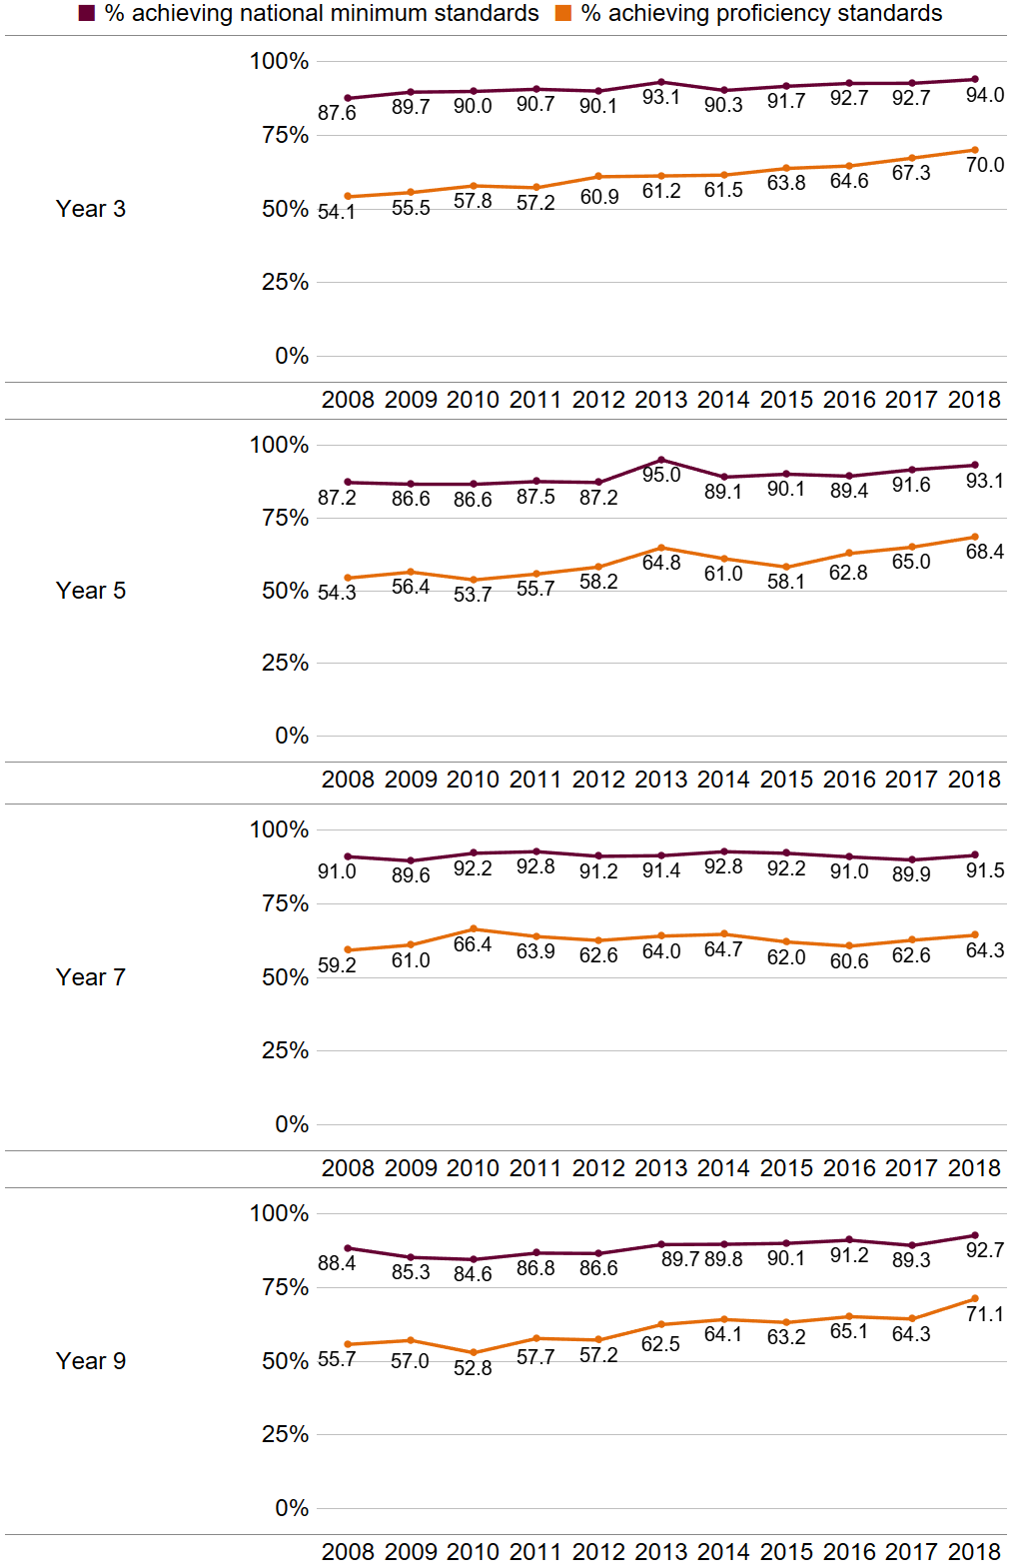 % achieving national minimum standards % achieving proficiency standards
100%
87.6 89.7 90.0 90.7 90.1 93.1 90.3 91.7 92.7 92.7 94.0
75%
54.1 55.5 57.8 57.2 60.9 61.2 61.5 63.8 64.6 67.3 70.0
Year 3 50%
25%
0%
2008 2009 2010 2011 2012 2013 2014 2015 2016 2017 2018
100%
87.2 86.6 86.6 87.5 87.2 95.0 89.1 90.1 89.4 91.6 93.1
75%
54.3 56.4 53.7 55.7 58.2 64.8 61.0 58.1 62.8 65.0 68.4
Year 5 50%
25%
0%
2008 2009 2010 2011 2012 2013 2014 2015 2016 2017 2018
100%
91.0 89.6 92.2 92.8 91.2 91.4 92.8 92.2 91.0 89.9 91.5
75%
59.2 61.0 66.4 63.9 62.6 64.0 64.7 62.0 60.6 62.6 64.3
Year 7 50%
25%
0%
2008 2009 2010 2011 2012 2013 2014 2015 2016 2017 2018
100%
88.4 85.3 84.6 86.8 86.6 89.7 89.8 90.1 91.2 89.3 92.7
75%
55.7 57.0 52.8 57.7 57.2 62.5 64.1 63.2 65.1 64.3 71.1
Year 9 50%
25%
0%
2008 2009 2010 2011 2012 2013 2014 2015 2016 2017 2018